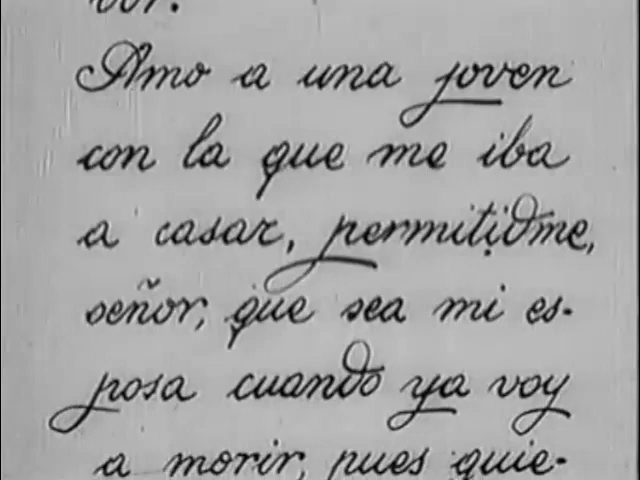 Amo a una joven
con la que me iba
a casar, permitidme,
señor, que sea mi es-
posa cuando ya voy
a morir, pues quie-